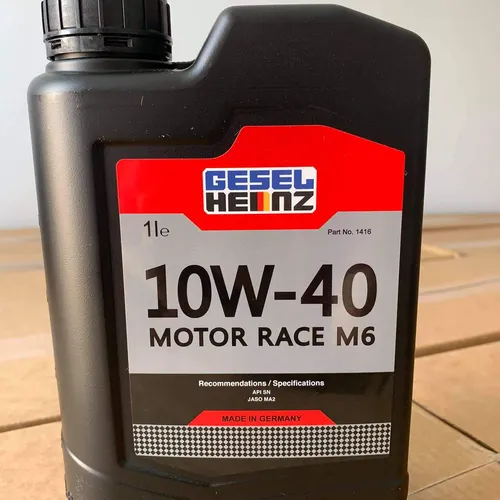 GESEL
HEINZ
1l e
Part No. 1416
10W-40
MOTOR RACE M6
Recommendations / Specifications
API SN
JASO MA2
MADE IN GERMANY